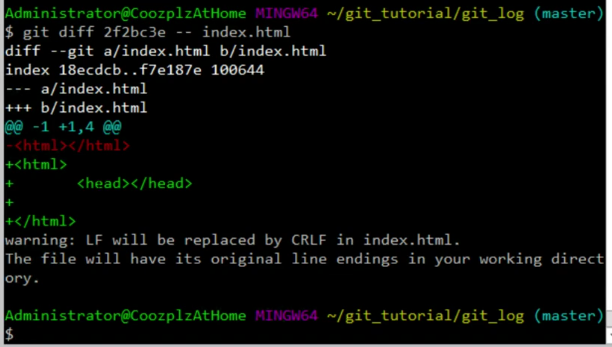 Administrator@CoozplzAtHome MINGW64 ~/git_tutorial/git_log (master)
$ git diff 2f2bc3e -- index.html
diff --git a/index.html b/index.html
index 18ecdcb..f7e187e 100644
--- a/index.html
+++ b/index.html
@@ -1 +1,4 @@
-<html></html>
+<html>
+       <head></head>
+
+</html>
warning: LF will be replaced by CRLF in index.html.
The file will have its original line endings in your working direct
ory.
Administrator@CoozplzAtHome MINGW64 ~/git_tutorial/git_log (master)
$